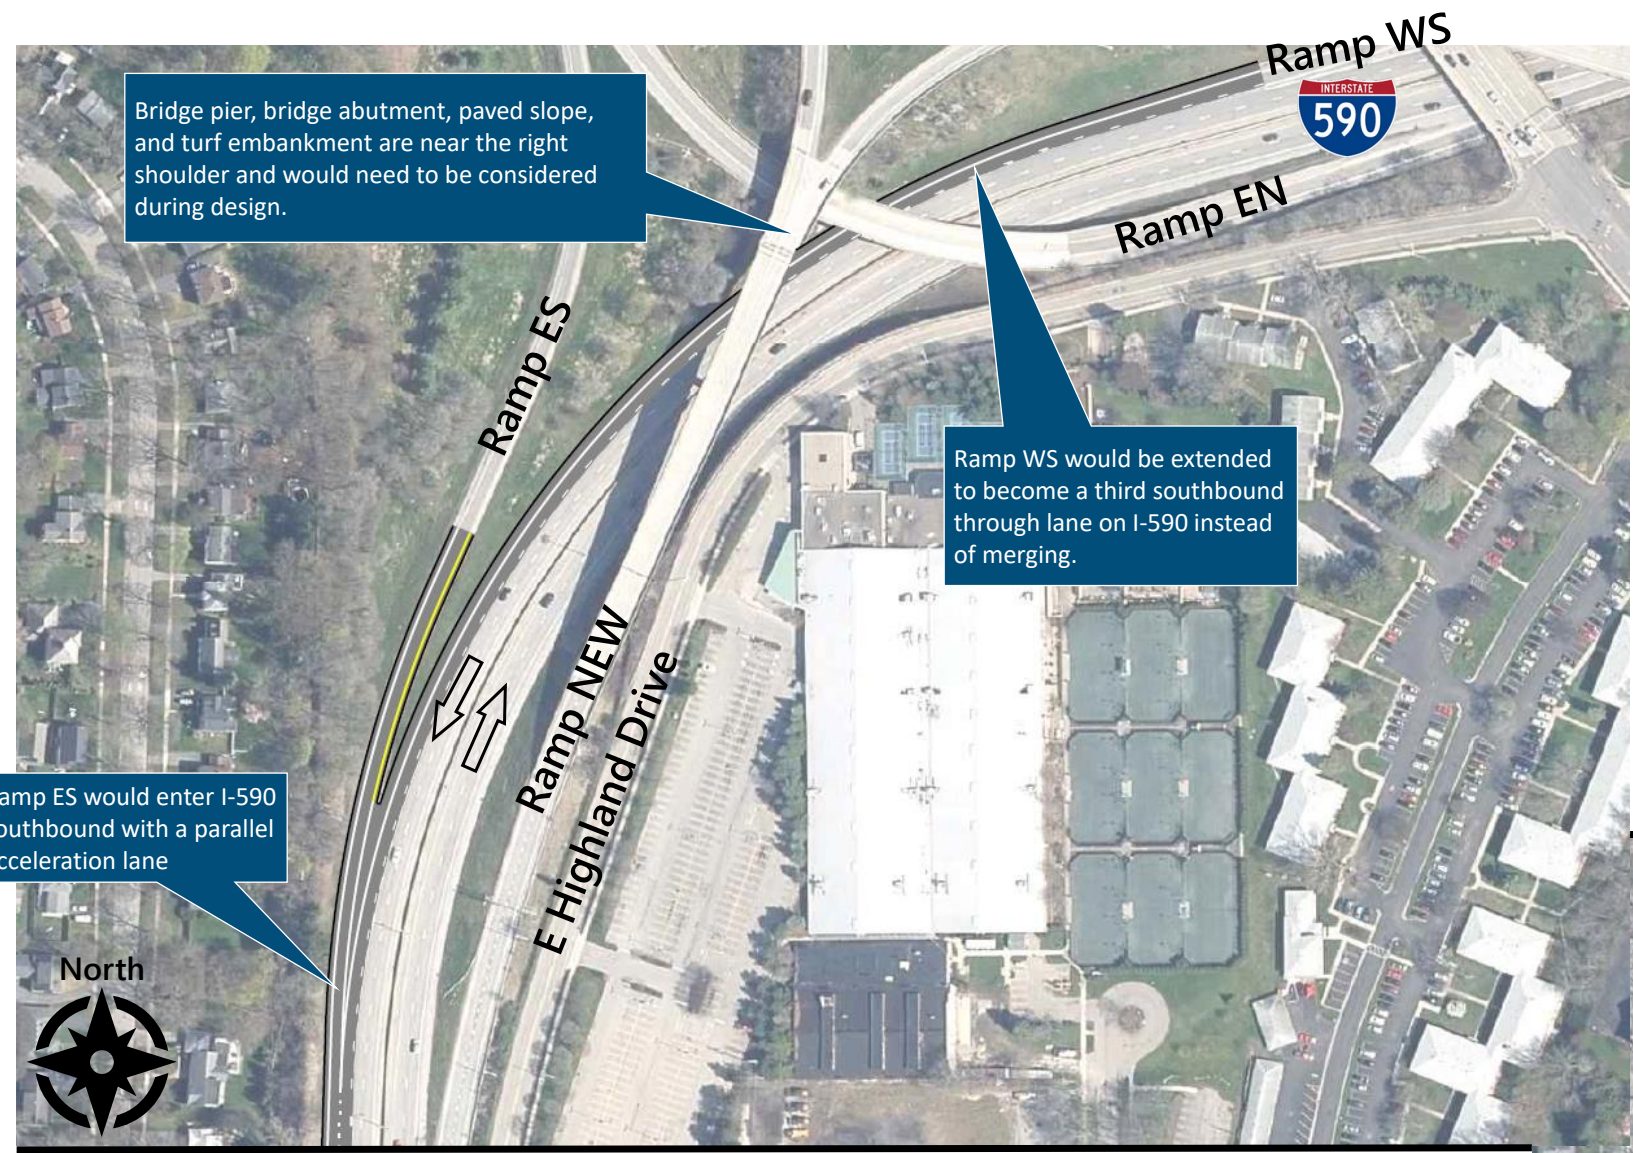 Ramp WS
INTERSTATE
590
Bridge pier, bridge abutment, paved slope,
and turf embankment are near the right
shoulder and would need to be considered
during design.
Ramp EN
Ramp ES
Ramp WS would be extended
to become a third southbound
through lane on I-590 instead
of merging.
Ramp NEW
E Highland Drive
amp ES would enter I-590
outhbound with a parallel
cceleration lane
North